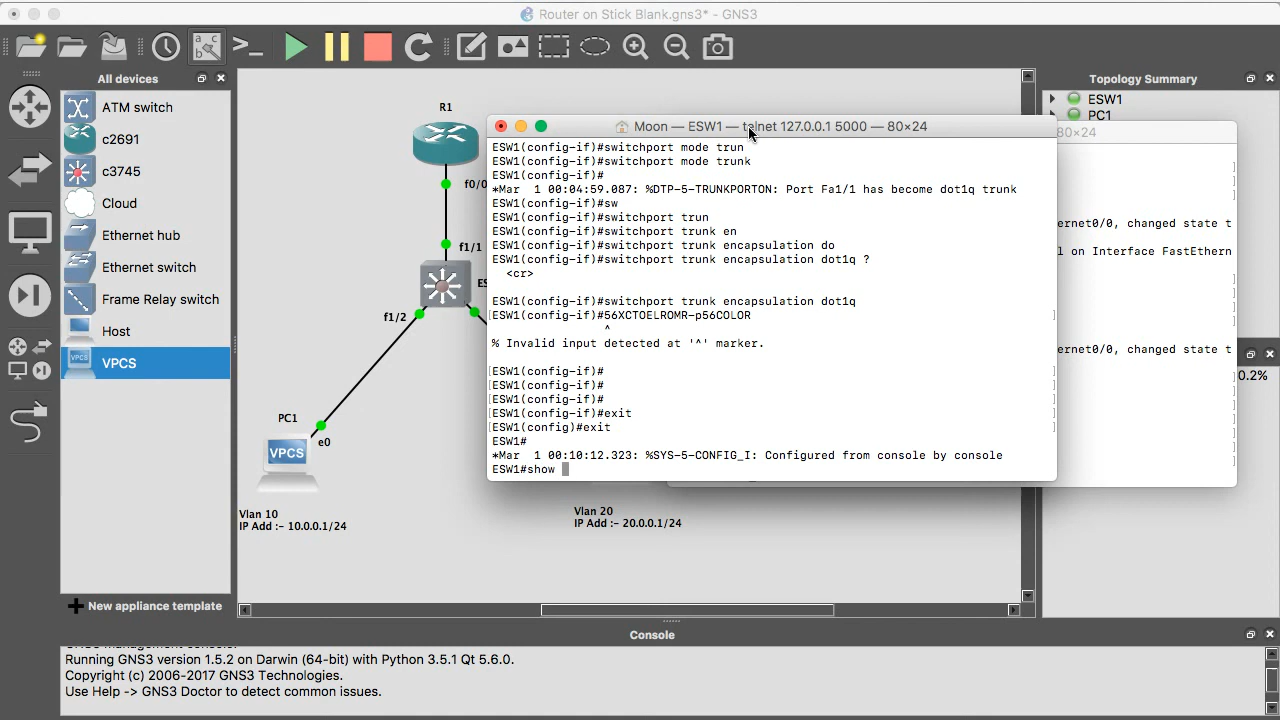 Router on Stick Blank.gns3* - GNS3
All devices
ATM switch
c2691
c3745
Cloud
Ethernet hub
Ethernet switch
Frame Relay switch
Host
VPCS
New appliance template
R1
f0/0
f1/1
f1/2
PC1
e0
VPCS
Vlan 10
IP Add :- 10.0.0.1/24
Vlan 20
IP Add :- 20.0.0.1/24
Moon — ESW1 — telnet 127.0.0.1 5000 — 80×24
ESW1(config-if)#switchport mode trun
ESW1(config-if)#switchport mode trunk
ESW1(config-if)#
*Mar  1 00:04:59.087: %DTP-5-TRUNKPORTON: Port Fa1/1 has become dot1q trunk
ESW1(config-if)#sw
ESW1(config-if)#switchport trun
ESW1(config-if)#switchport trunk en
ESW1(config-if)#switchport trunk encapsulation do
ESW1(config-if)#switchport trunk encapsulation dot1q ?
<cr>
ESW1(config-if)#switchport trunk encapsulation dot1q
ESW1(config-if)#56XCTOELROMR-p56COLOR
^
% Invalid input detected at '^' marker.
ESW1(config-if)#
ESW1(config-if)#
ESW1(config-if)#
ESW1(config-if)#exit
ESW1(config)#exit
ESW1#
*Mar  1 00:10:12.323: %SYS-5-CONFIG_I: Configured from console by console
ESW1#show
80×24
ernet0/0, changed state t
l on Interface FastEthern
ernet0/0, changed state t
Topology Summary
ESW1
PC1
0.2%
Console
Running GNS3 version 1.5.2 on Darwin (64-bit) with Python 3.5.1 Qt 5.6.0.
Copyright (c) 2006-2017 GNS3 Technologies.
Use Help -> GNS3 Doctor to detect common issues.